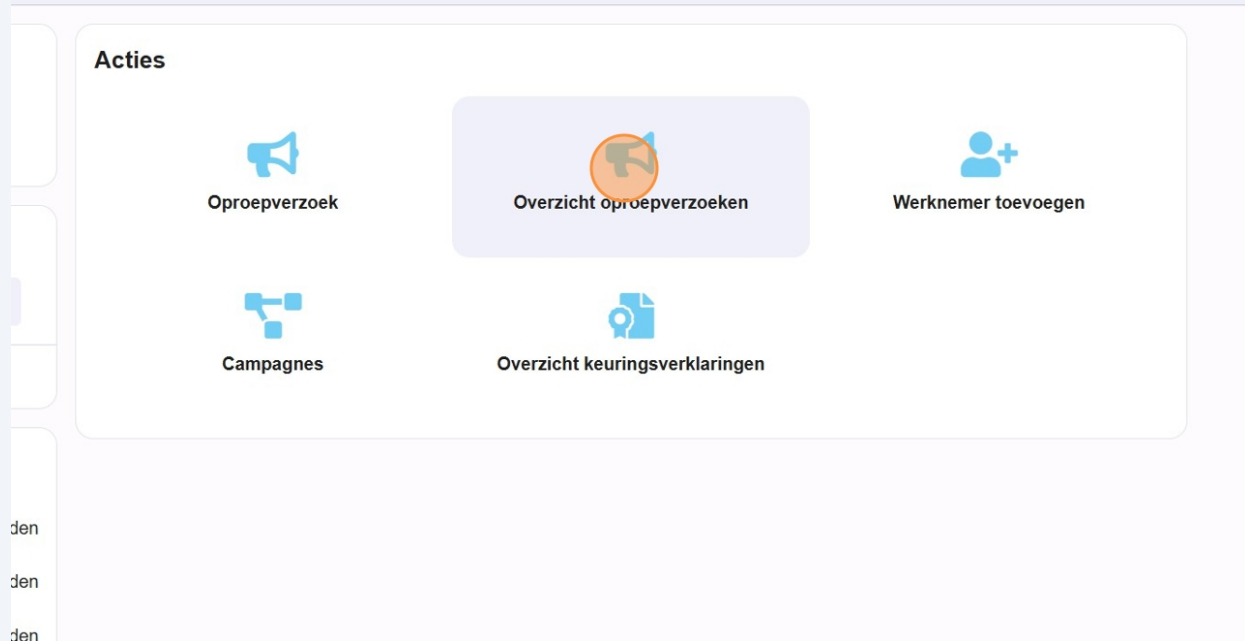 Acties
Oproepverzoek
Overzicht oproepverzoeken
Werknemer toevoegen
Campagnes
Overzicht keuringsverklaringen
den
den
den